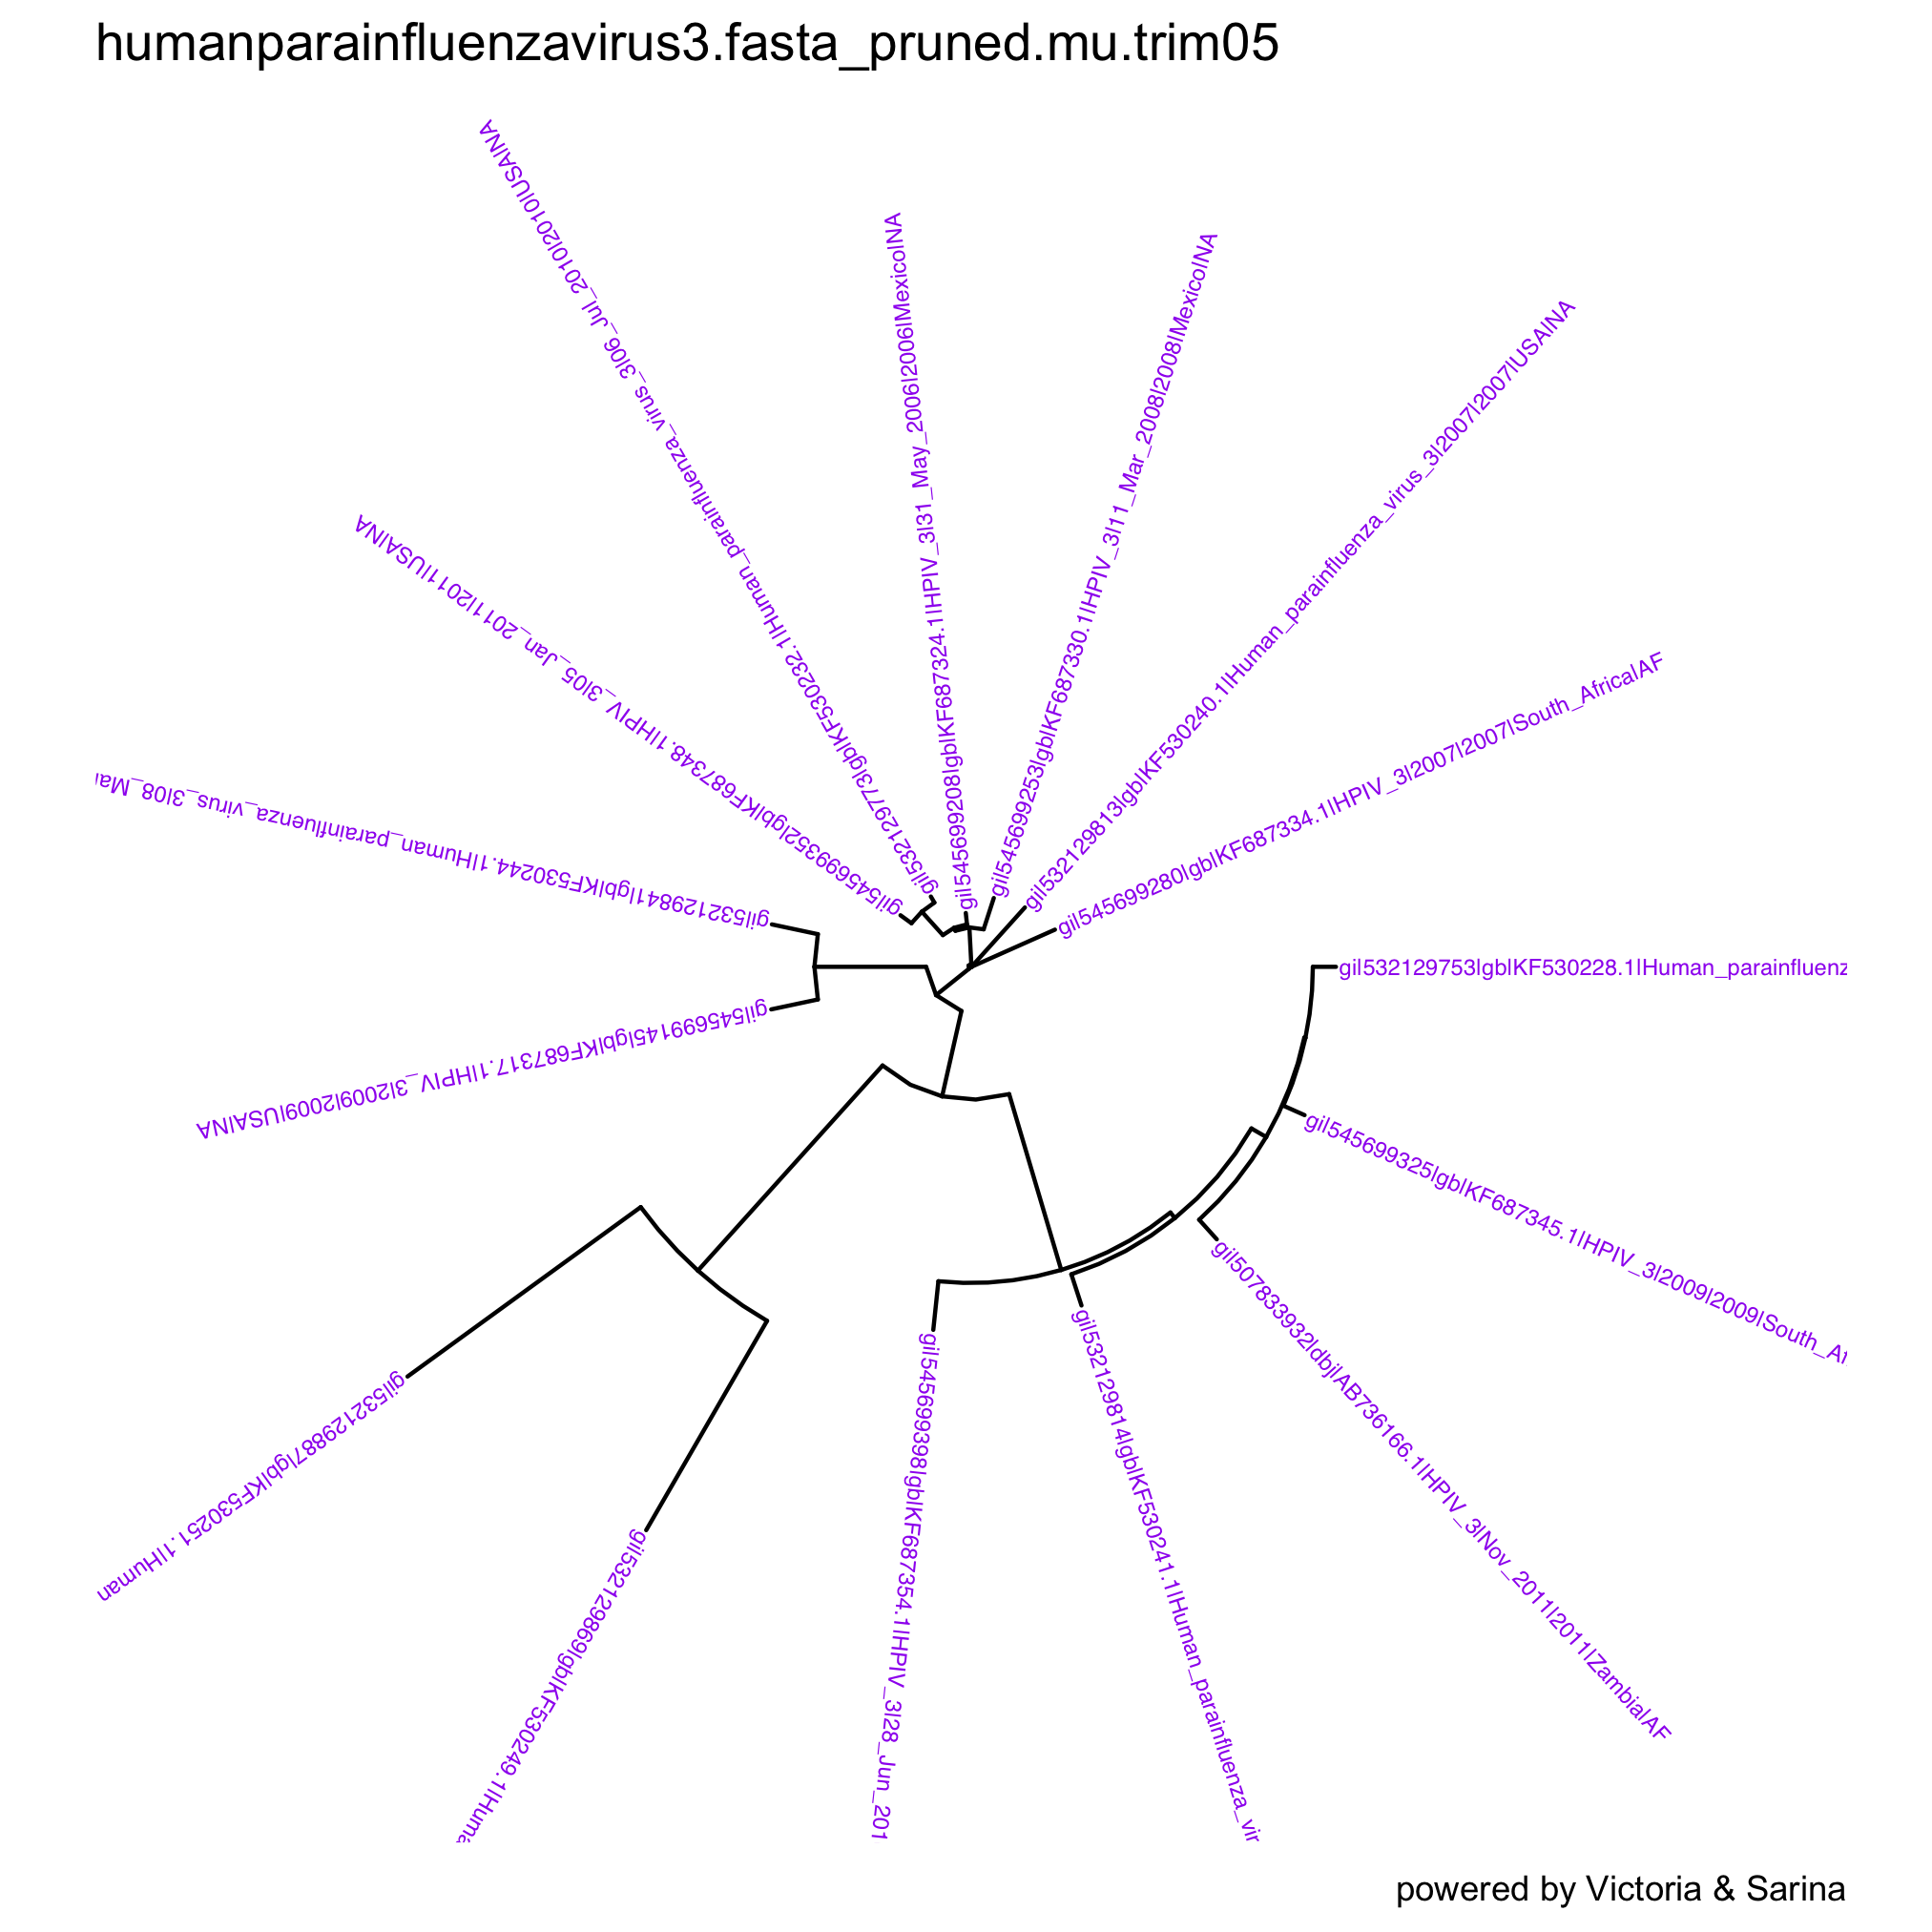 humanparainfluenzavirus3.fasta_pruned.mu.trim05
gi|532129773|gb|KF530232.1|Human_parainfluenza_virus_3|06_Jul_2010|2010|USA|NA
gi|545699208|gb|KF687324.1|HPIV_3|31_May_2006|2006|Mexico|NA
gi|545699253|gb|KF687330.1|HPIV_3|11_Mar_2008|2008|Mexico|NA
gi|532129813|gb|KF530240.1|Human_parainfluenza_virus_3|2007|2007|USA|NA
gi|545699352|gb|KF687348.1|HPIV_3|05_Jan_2011|2011|USA|NA
gi|545699280|gb|KF687334.1|HPIV_3|2007|2007|South_Africa|AF
gi|532129841|gb|KF530244.1|Human_parainfluenza_virus_3|08_Ma
gi|532129753|gb|KF530228.1|Human_parainfluenz
gi|545699145|gb|KF687317.1|HPIV_3|2009|2009|USA|NA
gi|545699325|gb|KF687345.1|HPIV_3|2009|2009|South_Af
gi|507833932|dbj|AB736166.1|HPIV_3|Nov_2011|2011|Zambia|AF
gi|532129814|gb|KF530241.1|Human_parainfluenza_vir
gi|545699398|gb|KF687354.1|HPIV_3|28_Jun_201
gi|532129887|gb|KF530251.1|Human
gi|532129869|gb|KF530249.1|Huma
powered by Victoria & Sarina